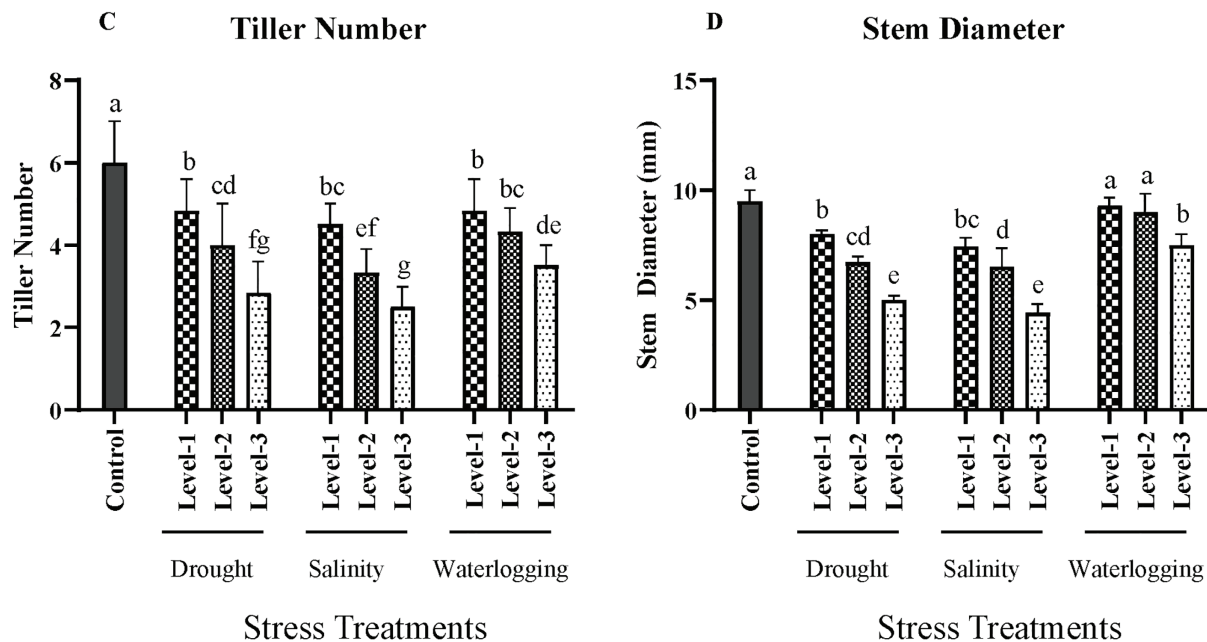 C
Tiller Number
Tiller Number
8
6
4
2
0
a
b
cd
fg
bc
ef
g
b
bc
de
Control
Level-1
Level-2
Level-3
Level-1
Level-2
Level-3
Level-1
Level-2
Level-3
Drought
Salinity
Waterlogging
Stress Treatments
D
Stem Diameter
Stem Diameter (mm)
15
10
5
0
a
b
cd
e
bc
d
e
a
a
b
Control
Level-1
Level-2
Level-3
Level-1
Level-2
Level-3
Level-1
Level-2
Level-3
Drought
Salinity
Waterlogging
Stress Treatments